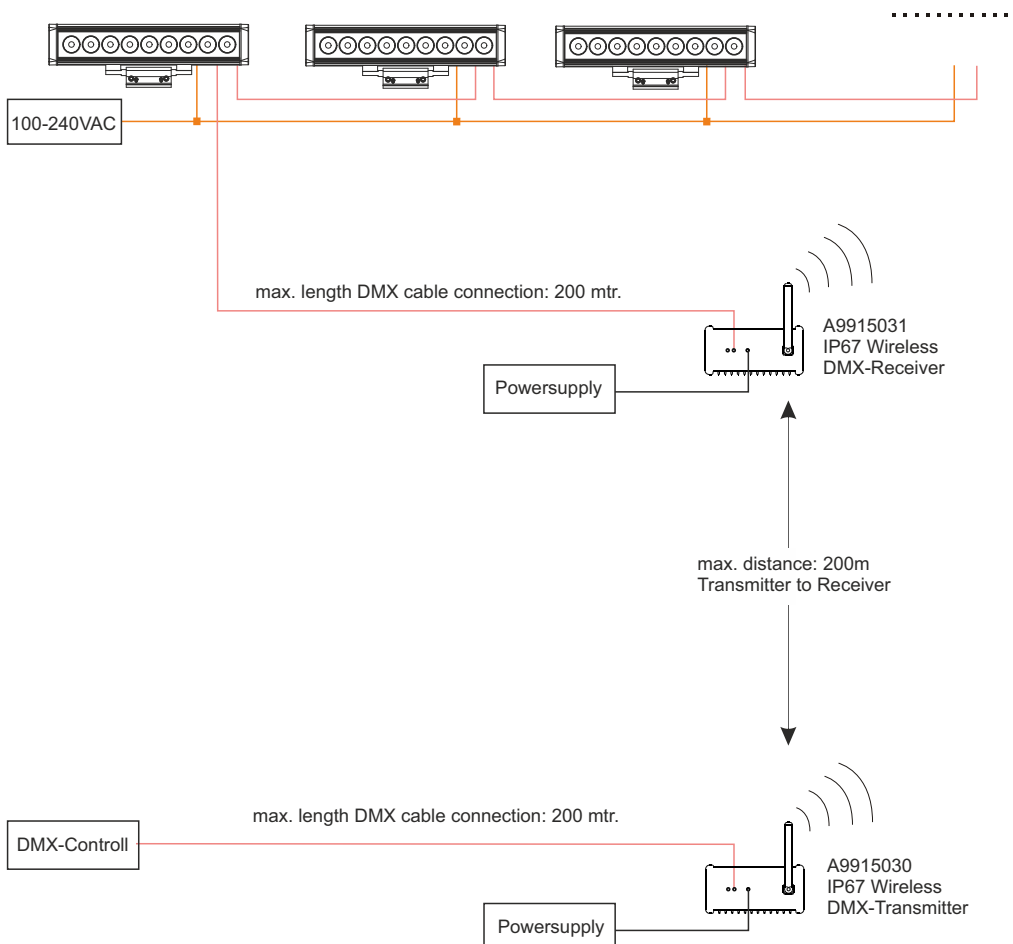 100-240VAC
max. length DMX cable connection: 200 mtr.
A9915031
IP67 Wireless
DMX-Receiver
Powersupply
max. distance: 200m
Transmitter to Receiver
max. length DMX cable connection: 200 mtr.
DMX-Controll
A9915030
IP67 Wireless
DMX-Transmitter
Powersupply